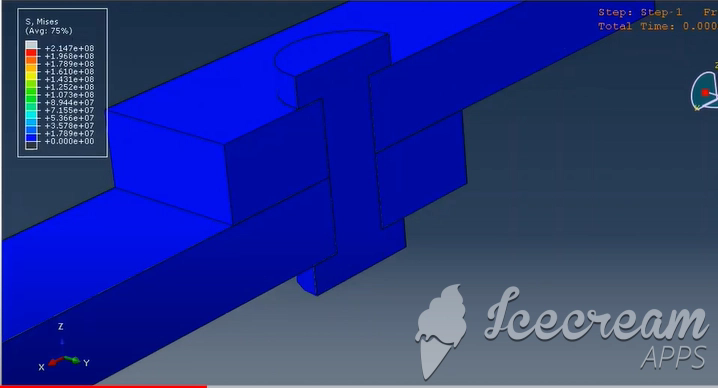 S, Mises
(Avg: 75%)
+2.147e+08
+1.968e+08
+1.789e+08
+1.610e+08
+1.431e+08
+1.252e+08
+1.073e+08
+8.944e+07
+7.155e+07
+5.366e+07
+3.578e+07
+1.789e+07
+0.000e+00
Step: Step-1 Fr
Total Time: 0.000
Z
X
Y
Icecream
APPS